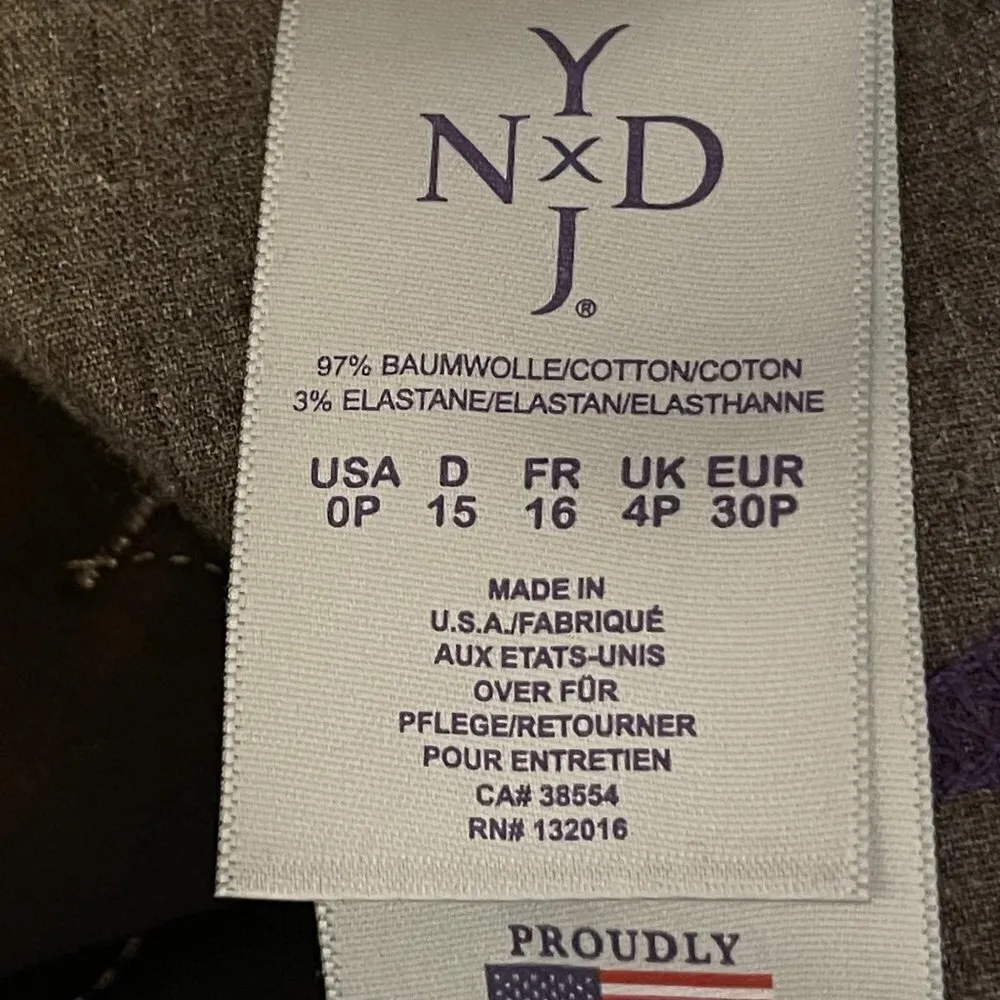 Y
N x D
J®
97% BAUMWOLLE/COTTON/COTON
3% ELASTANE/ELASTAN/ELASTHANNE
USA D FR UK EUR
0P 15 16 4P 30P
MADE IN
U.S.A./FABRIQUÉ
AUX ETATS-UNIS
OVER FÜR
PFLEGE/RETOURNER
POUR ENTRETIEN
CA# 38554
RN# 132016
PROUDLY